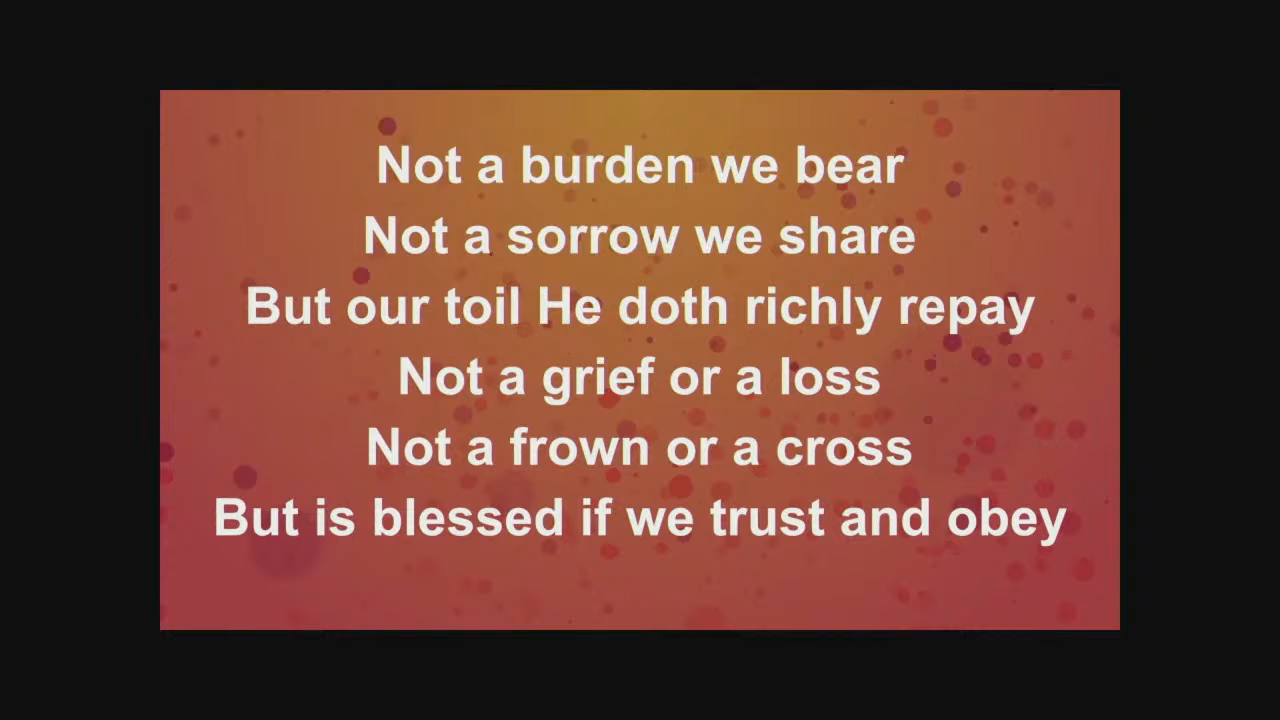 Not a burden we bear
Not a sorrow we share
But our toil He doth richly repay
Not a grief or a loss
Not a frown or a cross
But is blessed if we trust and obey